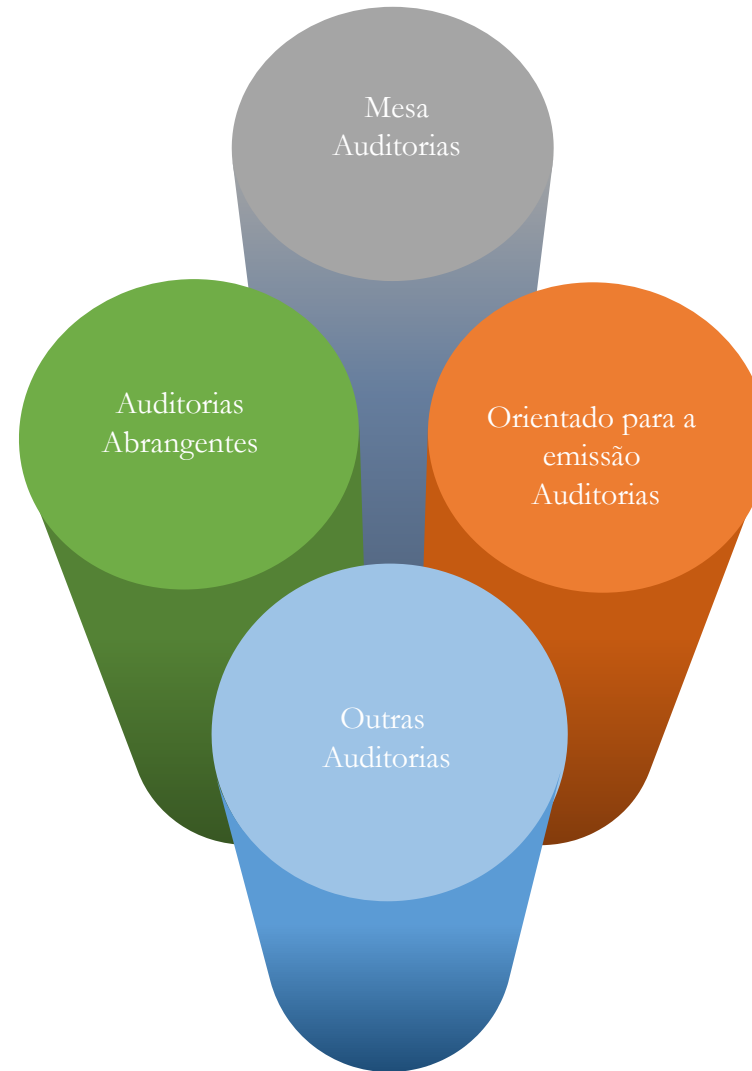 Mesa
Auditorias
Auditorias
Abrangentes
Orientado para a
emissão
Auditorias
Outras
Auditorias